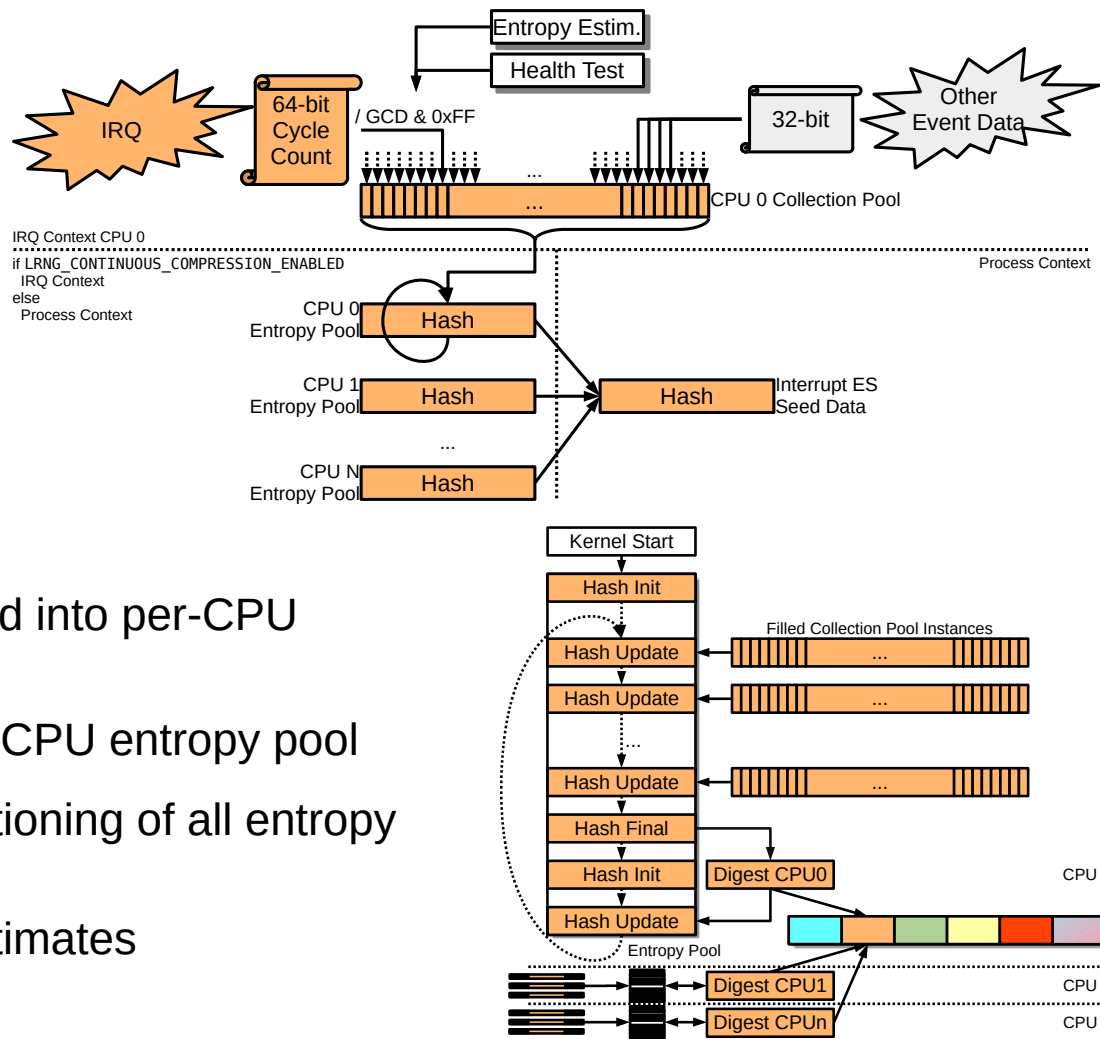 Entropy Estim.
Health Test
IRQ
64-bit
Cycle
Count
/ GCD & 0xFF
32-bit
Other
Event Data
...
...
CPU 0 Collection Pool
IRQ Context CPU 0
if LRNG_CONTINUOUS_COMPRESSION_ENABLED
IRQ Context
else
Process Context
Process Context
CPU 0
Entropy Pool
Hash
CPU 1
Entropy Pool
Hash
Hash
Interrupt ES
Seed Data
...
CPU N
Entropy Pool
Hash
Kernel Start
Hash Init
d into per-CPU
Filled Collection Pool Instances
Hash Update
...
Hash Update
...
CPU entropy pool
...
Hash Update
...
tioning of all entropy
Hash Final
Hash Init
Digest CPU0
CPU
Hash Update
timates
Entropy Pool
Digest CPU1
CPU
Digest CPUn
CPU